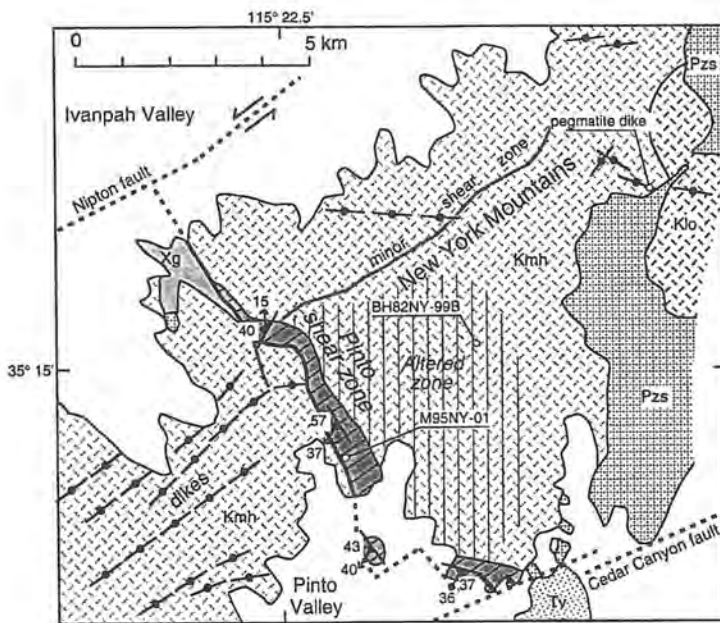 115° 22.5'
0 5 km
Pzs
Ivanpah Valley
pegmatite dike
Nipton fault
minor shear zone
New York Mountains
Klo
Kmh
Xg
15
BH82NY-99B
40
Pinto
shear zone
35° 15'
Altered
zone
Pzs
57
M95NY-01
37
dikes
Kmh
43
40
Cedar Canyon fault
37
36
Pinto
Valley
Ty